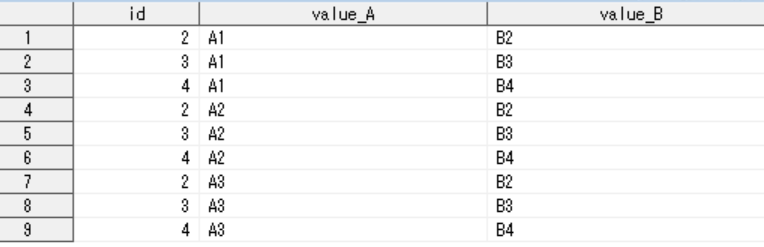 id value_A value_B
1 2 A1 B2
2 3 A1 B3
3 4 A1 B4
4 2 A2 B2
5 3 A2 B3
6 4 A2 B4
7 2 A3 B2
8 3 A3 B3
9 4 A3 B4